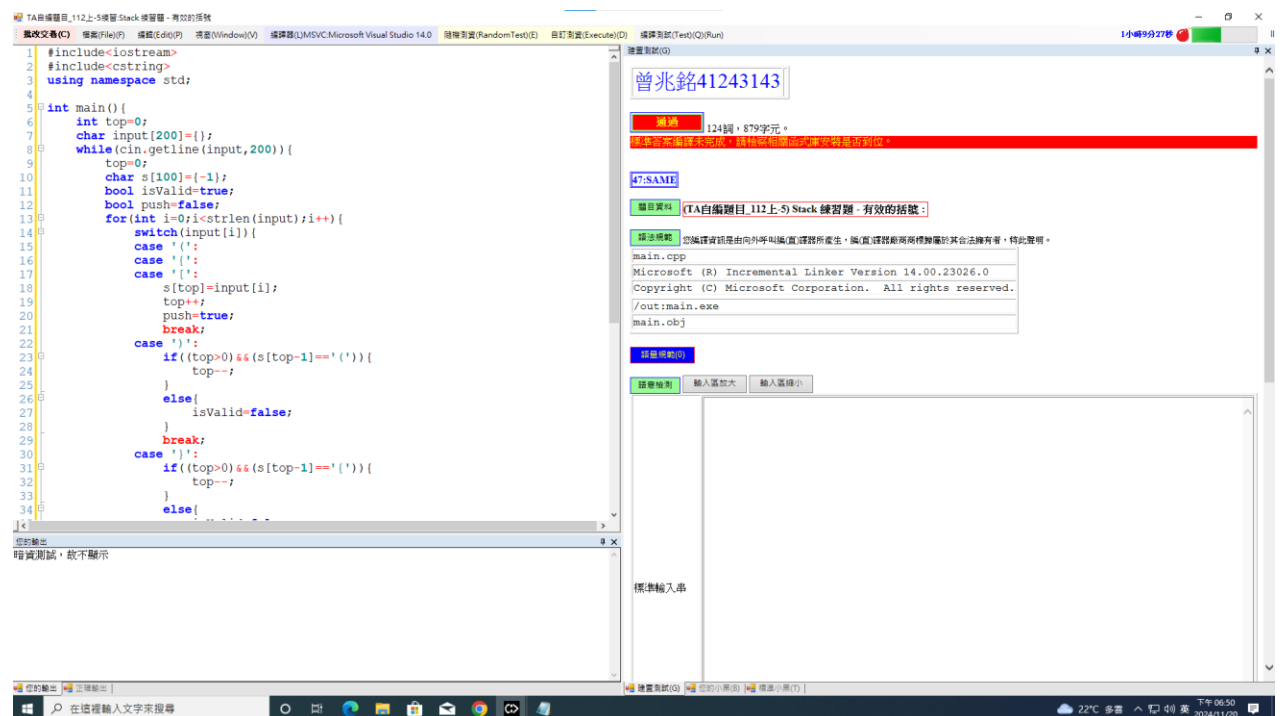 TA自編題目_112上-5練習:Stack 練習題 - 有效的括號
批改交卷(C) 檔案(File)(F) 編輯(Edit)(P) 視窗(Window)(V) 編譯器(L)MSVC:Microsoft Visual Studio 14.0 隨機測資(RandomTest)(E) 自訂測資(Execute)(D) 編譯測試(Test)(Q)(Run) 1小時9分27秒
1 #include<iostream>
2 #include<cstring>
3 using namespace std;
4
5 int main(){
6 int top=0;
7 char input[200]={};
8 while(cin.getline(input,200)){
9 top=0;
10 char s[100]={-1};
11 bool isValid=true;
12 bool push=false;
13 for(int i=0;i<strlen(input);i++){
14 switch(input[i]){
15 case '(':
16 case '{':
17 case '[':
18 s[top]=input[i];
19 top++;
20 push=true;
21 break;
22 case ')':
23 if((top>0)&&(s[top-1]=='(')){
24 top--;
25 }
26 else{
27 isValid=false;
28 }
29 break;
30 case '}':
31 if((top>0)&&(s[top-1]=='{')){
32 top--;
33 }
34 else{
您的輸出
暗資測試，故不顯示
您的輸出 正確輸出
建置測試(G)
曾兆銘41243143
通過 124詞，879字元。
標準答案編譯未完成，請檢察相關函式庫安裝是否到位。
47:SAME
題目資料 (TA自編題目_112上-5) Stack 練習題 - 有效的括號：
語法規範 您編譯資訊是由向外呼叫編(直)譯器所產生，編(直)譯器廠商商標歸屬於其合法擁有者，特此聲明。
main.cpp
Microsoft (R) Incremental Linker Version 14.00.23026.0
Copyright (C) Microsoft Corporation. All rights reserved.
/out:main.exe
main.obj
語彙規範(0)
語意檢測 輸入區放大 輸入區縮小
標準輸入串
建置測試(G) 您的小黑(B) 標準小黑(T)
在這裡輸入文字來搜尋
22°C 多雲 英 下午 06:50
2024/11/20